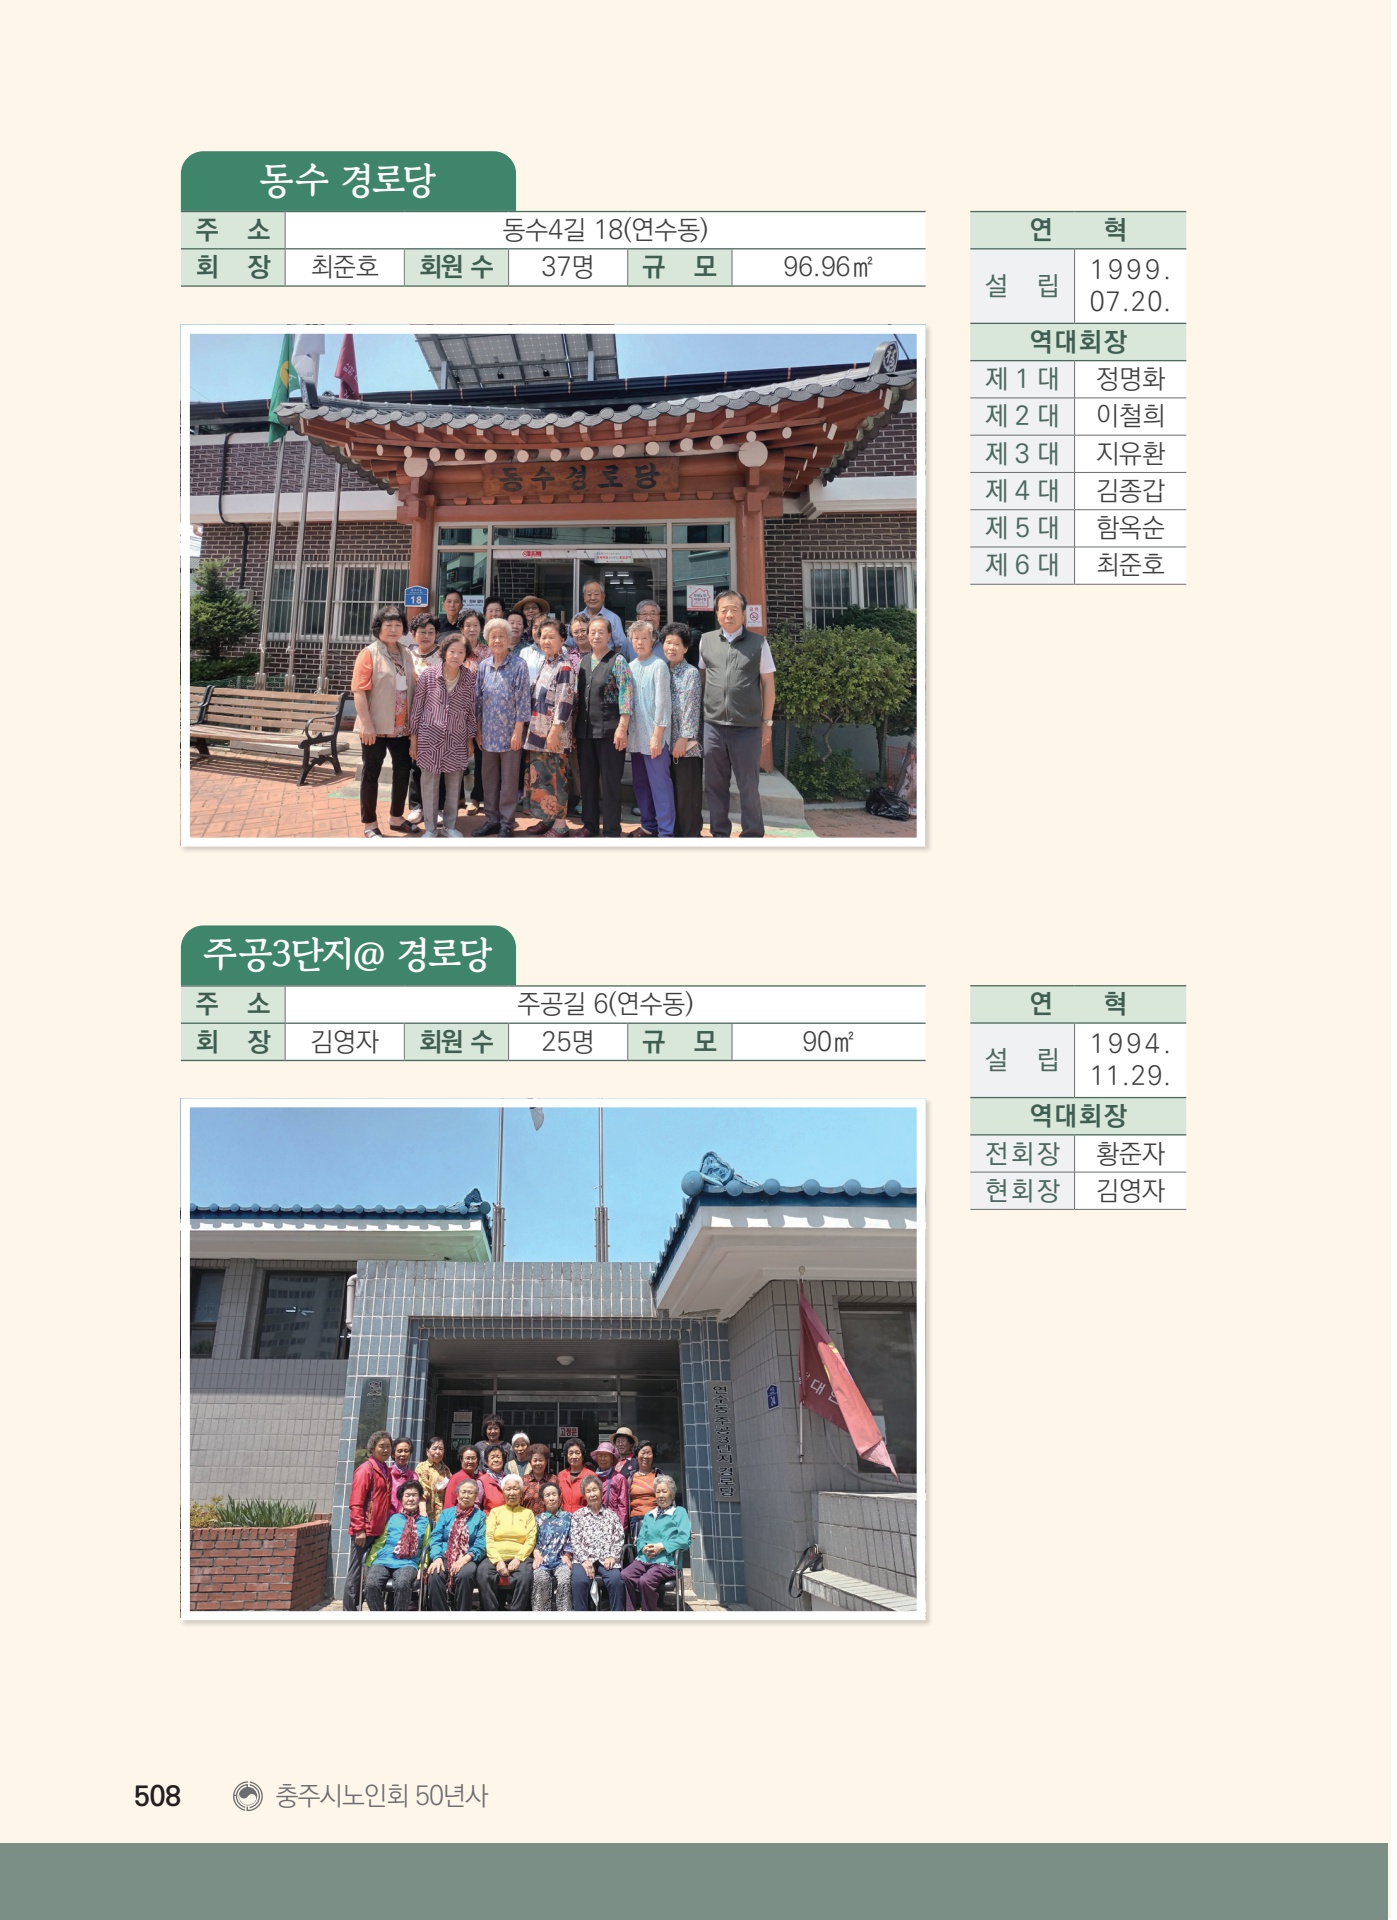 동수 경로당
주 소 동수4길 18(연수동)
회 장 최준호 회원 수 37명 규 모 96.96㎡
연 혁
설 립 1999. 07.20.
역대회장
제 1 대 정명화
제 2 대 이철희
제 3 대 지유환
제 4 대 김종갑
제 5 대 함옥순
제 6 대 최준호
동수경로당
18
주공3단지@ 경로당
주 소 주공길 6(연수동)
회 장 김영자 회원 수 25명 규 모 90㎡
연 혁
설 립 1994. 11.29.
역대회장
전회장 황준자
현회장 김영자
연수동주공3단지경로당
508 충주시노인회 50년사